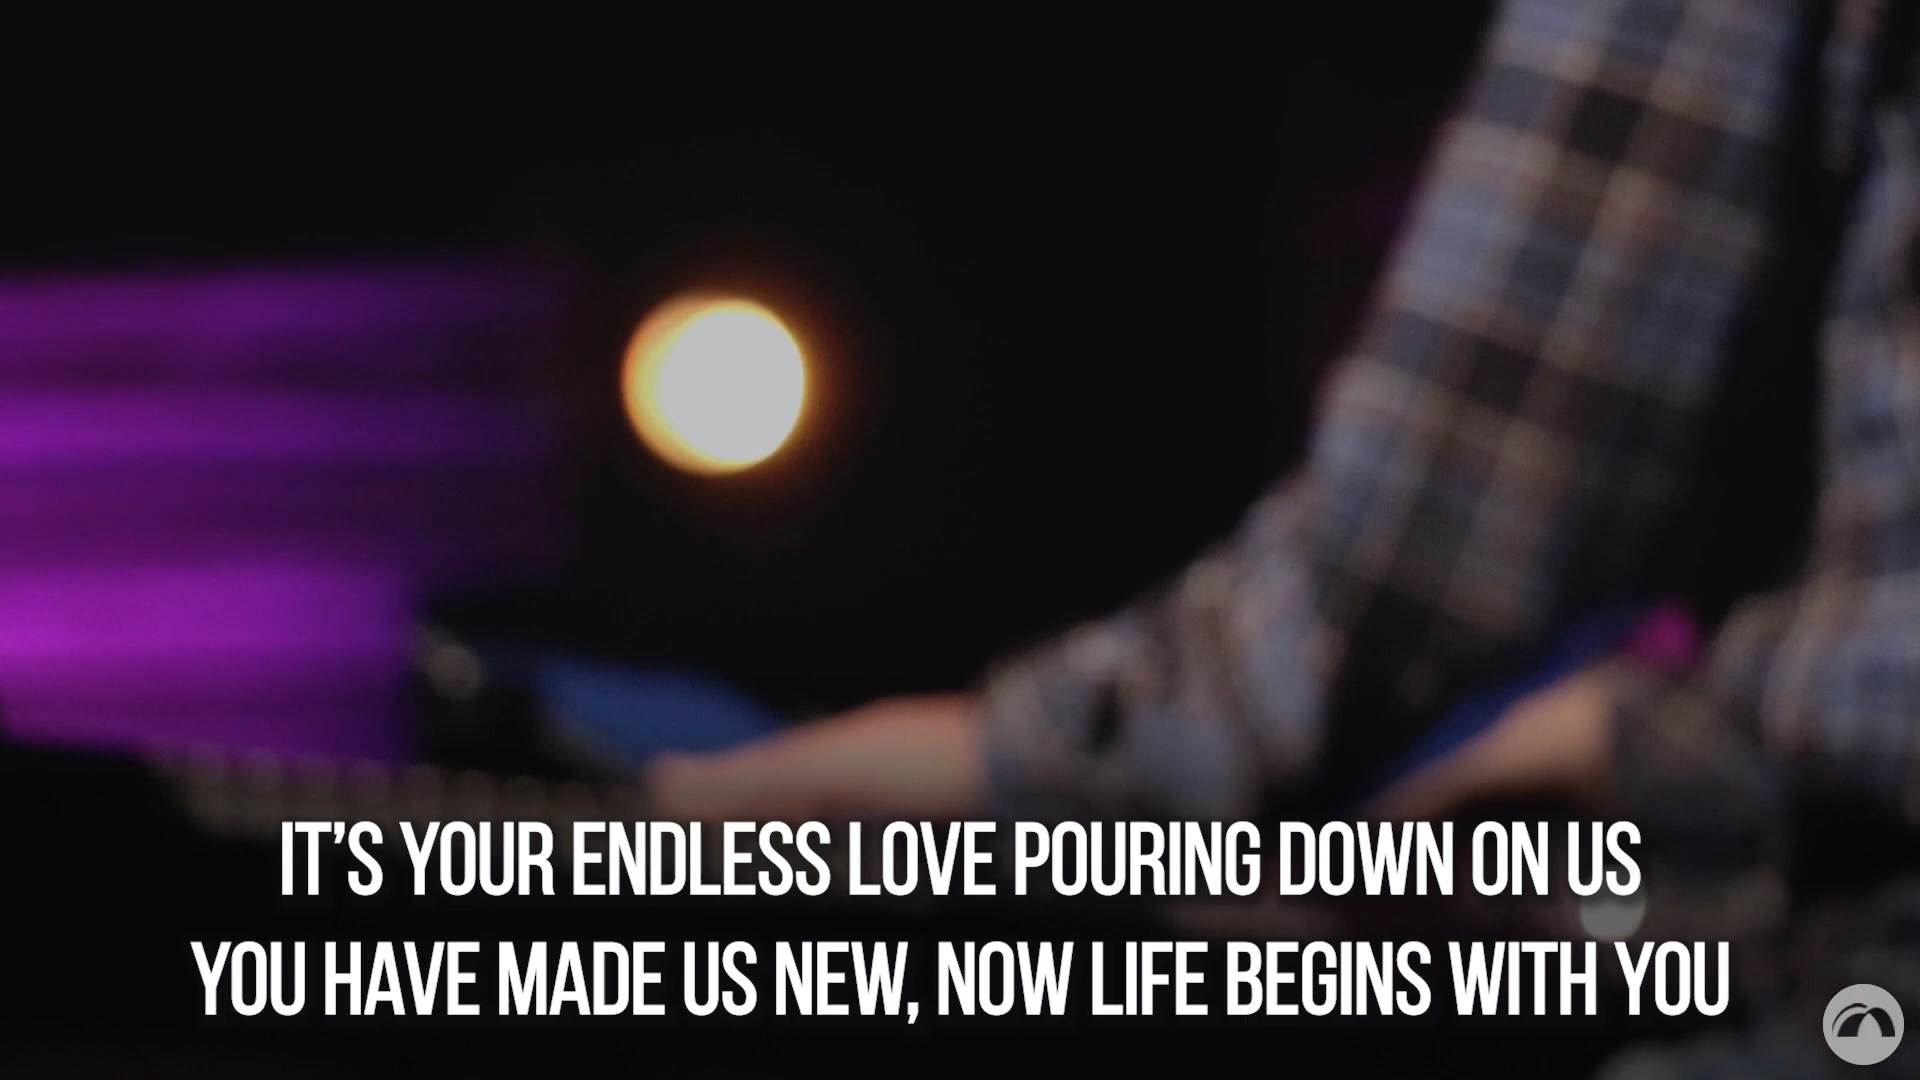 IT'S YOUR ENDLESS LOVE POURING DOWN ON US
YOU HAVE MADE US NEW, NOW LIFE BEGINS WITH YOU